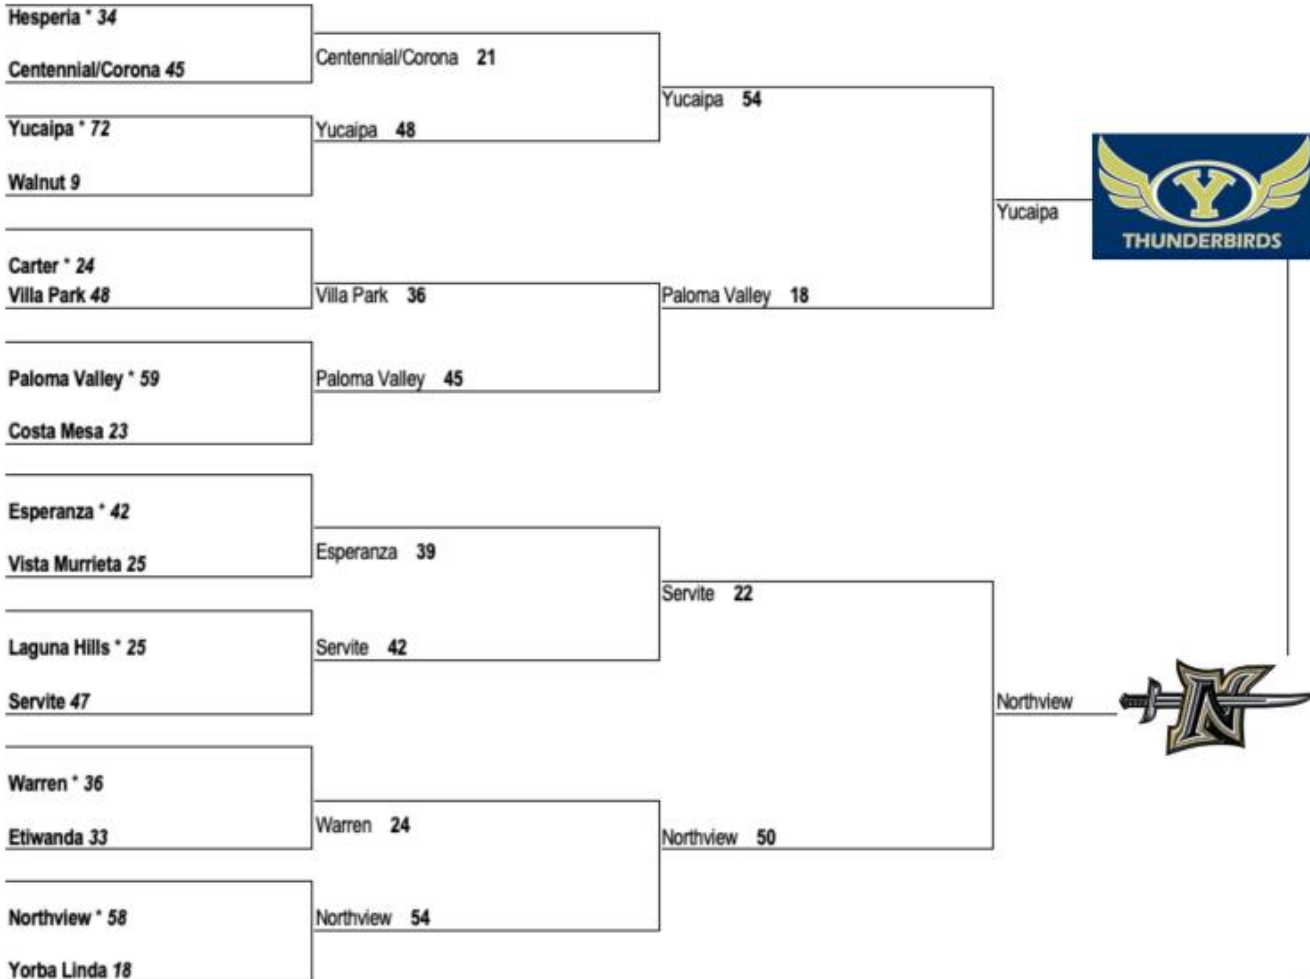 Hesperia * 34
Centennial/Corona 45
Yucaipa * 72
Walnut 9
Carter * 24
Villa Park 48
Paloma Valley * 59
Costa Mesa 23
Esperanza * 42
Vista Murrieta 25
Laguna Hills * 25
Servite 47
Warren * 36
Etiwanda 33
Northview * 58
Yorba Linda 18
Centennial/Corona 21
Yucaipa 48
Villa Park 36
Paloma Valley 45
Esperanza 39
Servite 42
Warren 24
Northview 54
Yucaipa 54
Paloma Valley 18
Servite 22
Northview 50
Yucaipa
Northview
Y
THUNDERBIRDS
N